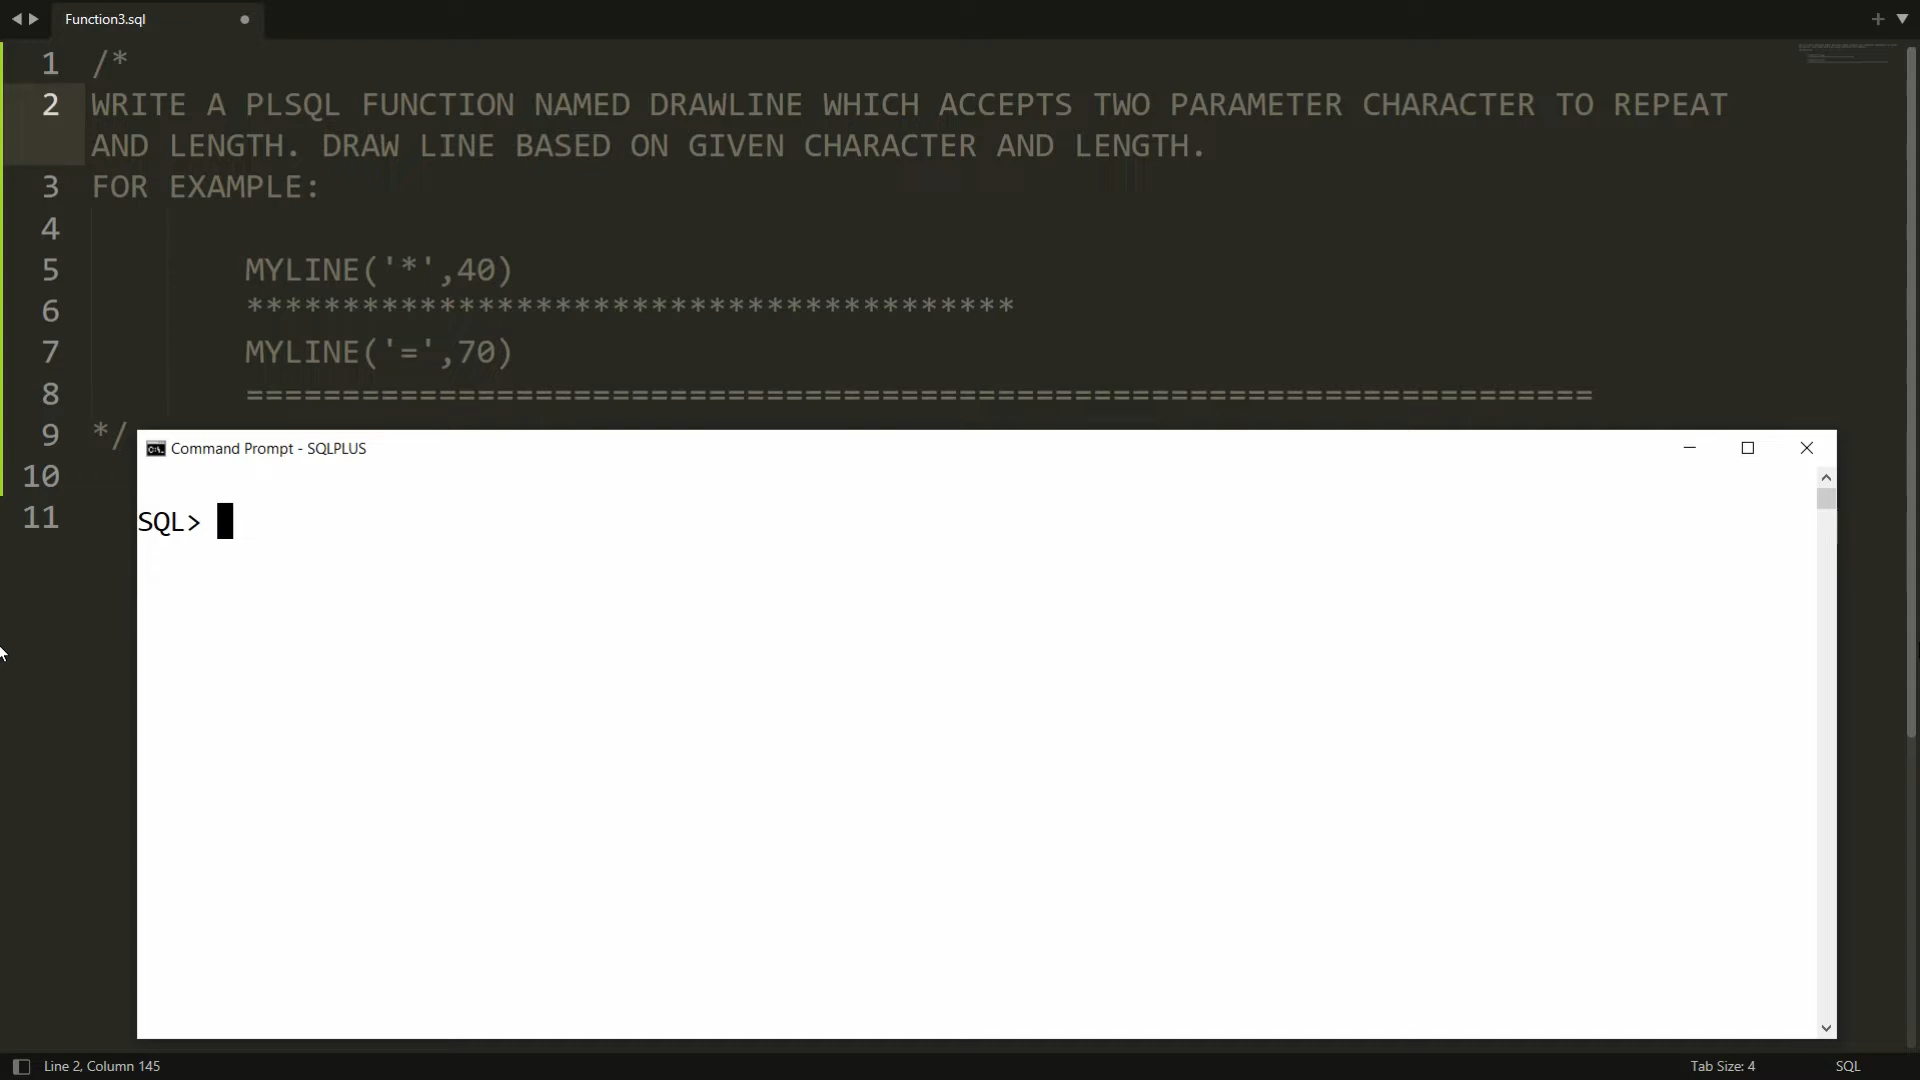 Function3.sql
1 /*
2 WRITE A PLSQL FUNCTION NAMED DRAWLINE WHICH ACCEPTS TWO PARAMETER CHARACTER TO REPEAT
AND LENGTH. DRAW LINE BASED ON GIVEN CHARACTER AND LENGTH.
3 FOR EXAMPLE:
4
5 MYLINE('*',40)
6 ****************************************
7 MYLINE('=',70)
8 ======================================================================
9 */
10
11
Command Prompt - SQLPLUS
SQL>
Line 2, Column 145
Tab Size: 4
SQL